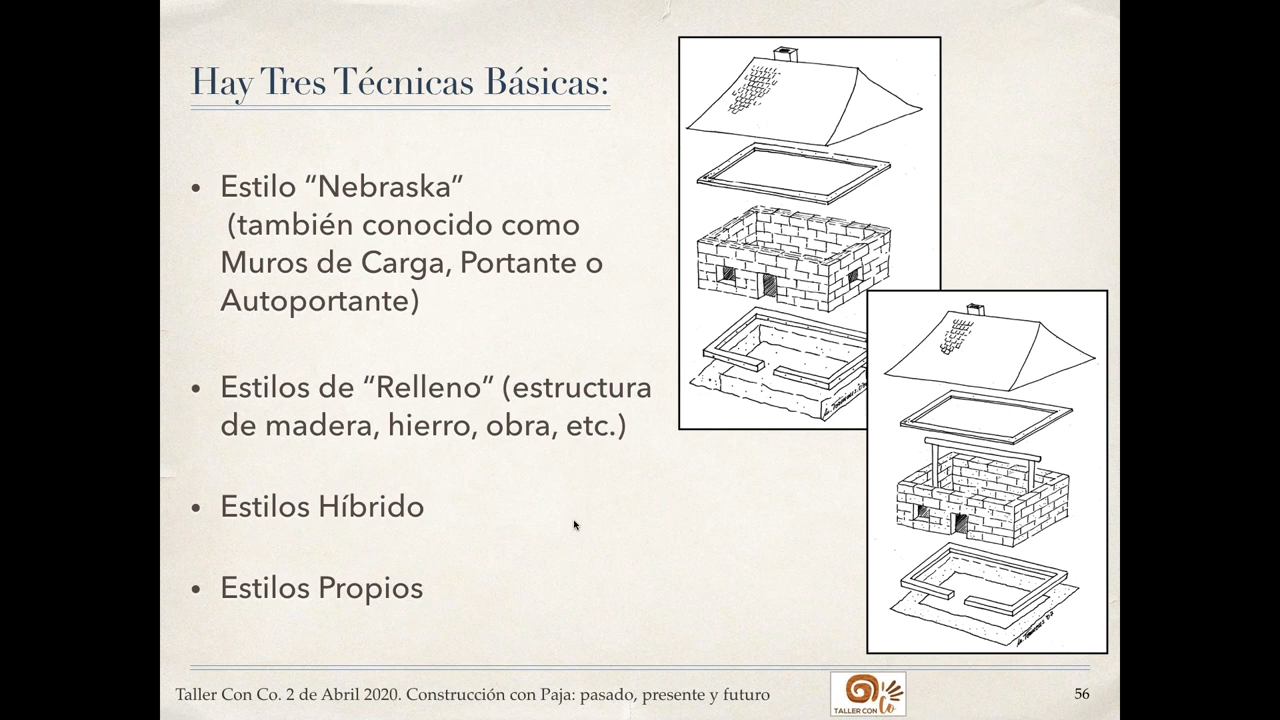 Hay Tres Técnicas Básicas:
• Estilo “Nebraska”
(también conocido como
Muros de Carga, Portante o
Autoportante)
• Estilos de “Relleno” (estructura
de madera, hierro, obra, etc.)
• Estilos Híbrido
• Estilos Propios
Taller Con Co. 2 de Abril 2020. Construcción con Paja: pasado, presente y futuro
TALLER CON Co
56